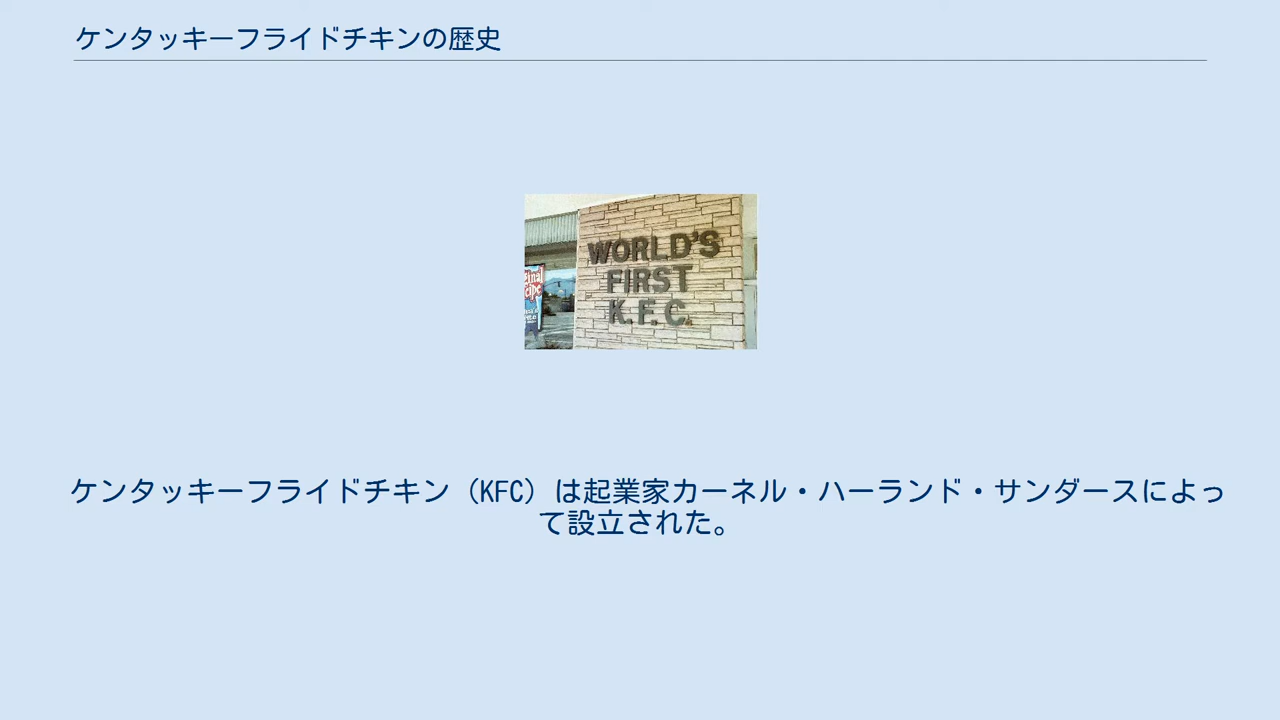 ケンタッキーフライドチキンの歴史
WORLD'S
FIRST
K.F.C.
ケンタッキーフライドチキン（KFC）は起業家カーネル・ハーランド・サンダースによっ
て設立された。